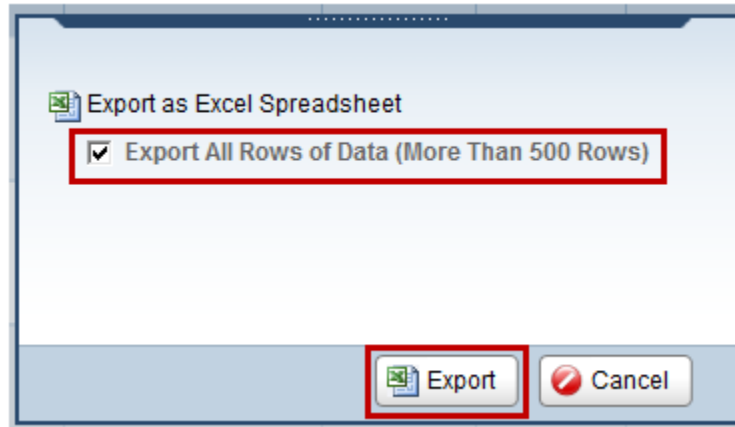 Export as Excel Spreadsheet
Export All Rows of Data (More Than 500 Rows)
Export
Cancel